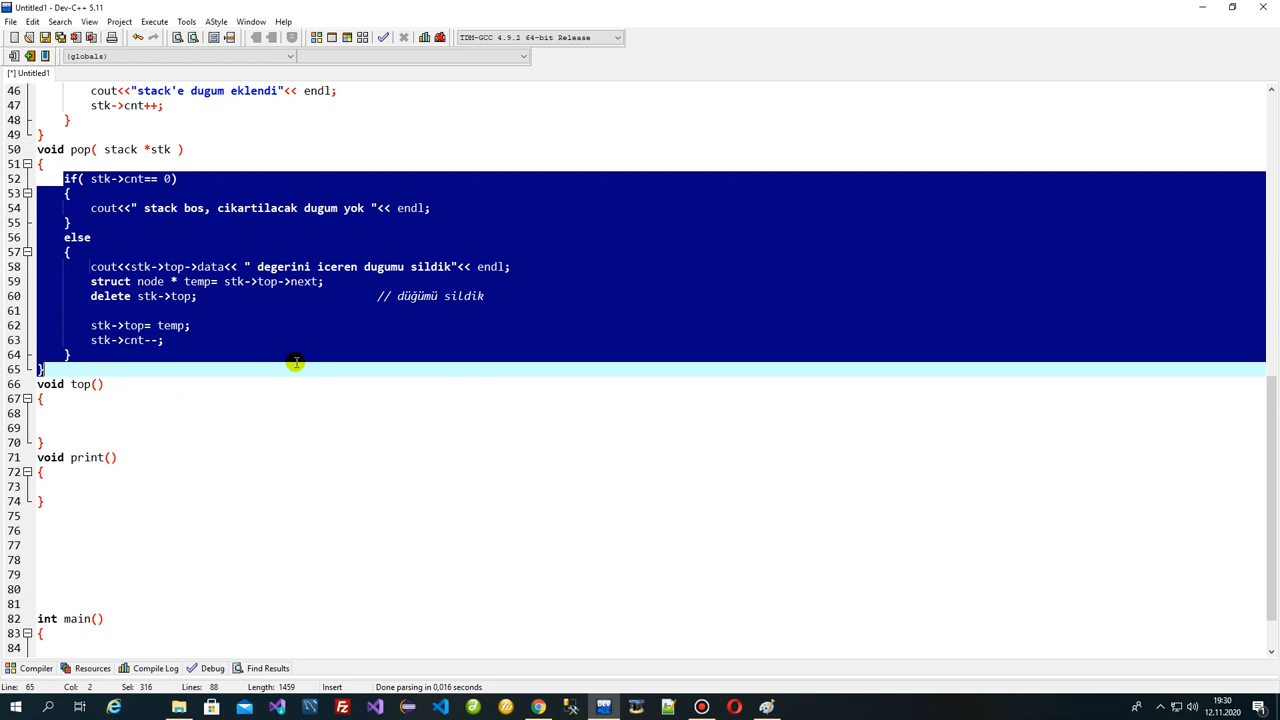 Untitled1 - Dev-C++ 5.11
File Edit Search View Project Execute Tools AStyle Window Help
TDM-GCC 4.9.2 64-bit Release
(globals)
[*] Untitled1
46 cout<<"stack'e dugum eklendi"<< endl;
47 stk->cnt++;
48 }
49 }
50 void pop( stack *stk )
51 {
52 if( stk->cnt== 0)
53 {
54 cout<<" stack bos, cikartilacak dugum yok "<< endl;
55 }
56 else
57 {
58 cout<<stk->top->data<< " degerini iceren dugumu sildik"<< endl;
59 struct node * temp= stk->top->next;
60 delete stk->top; // düğümü sildik
61
62 stk->top= temp;
63 stk->cnt--;
64 }
65 }
66 void top()
67 {
68
69
70 }
71 void print()
72 {
73
74 }
75
76
77
78
79
80
81
82 int main()
83 {
84
Compiler Resources Compile Log Debug Find Results
Line: 65 Col: 2 Sel: 316 Lines: 88 Length: 1459 Insert Done parsing in 0,016 seconds
19:30
12.11.2020